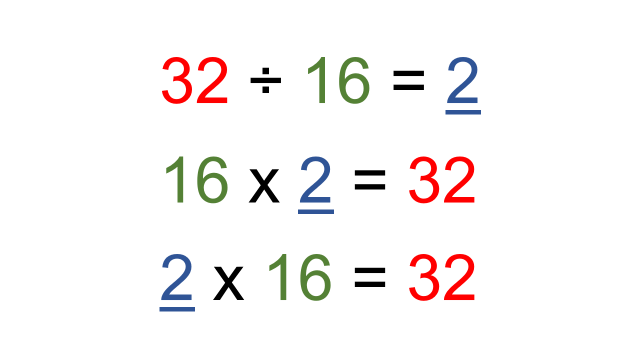 32 ÷ 16 = 2
16 x 2 = 32
2 x 16 = 32